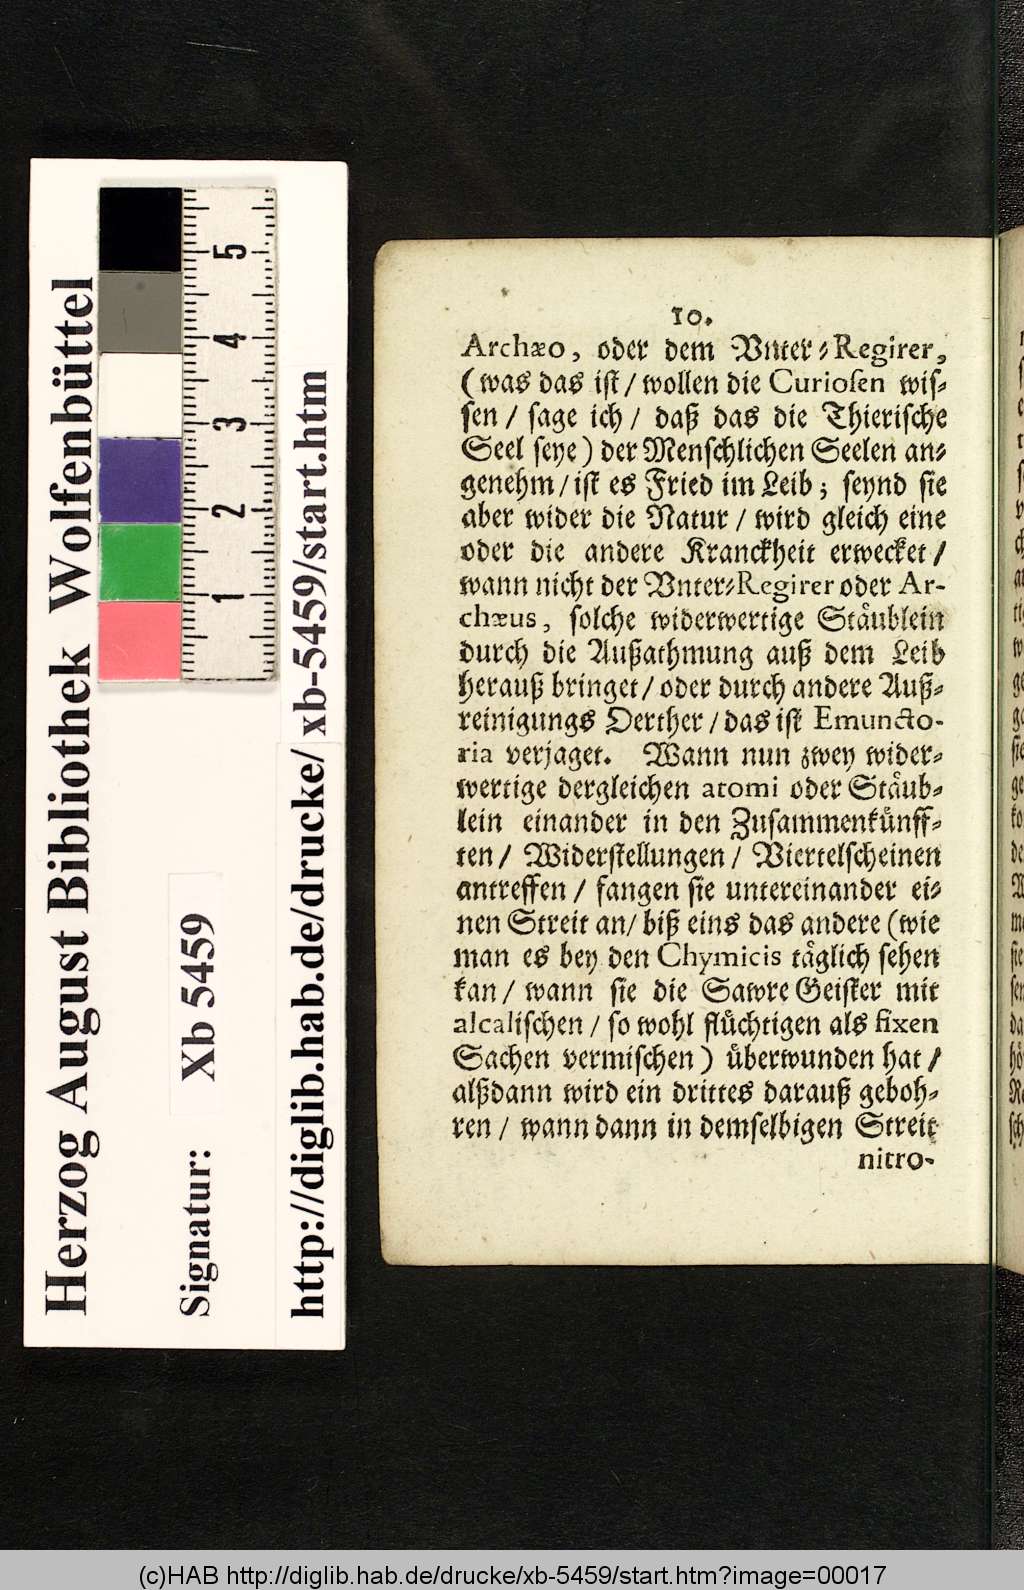 10.
Archæo, oder dem Vnter-Regirer,
(was das ist / wollen die Curiosen wis-
sen / sage ich / daß das die Thierische
Seel seye) der Menschlichen Seelen an-
genehm / ist es Fried im Leib; seynd sie
aber wider die Natur / wird gleich eine
oder die andere Kranckheit erwecket /
wann nicht der Vnter-Regirer oder Ar-
chæus, solche widerwertige Stäublein
durch die Außathmung auß dem Leib
herauß bringet / oder durch andere Auß-
reinigungs Oerther / das ist Emuncto-
ria verjaget. Wann nun zwey wider-
wertige dergleichen atomi oder Stäub-
lein einander in den Zusammenkünff-
ten / Widerstellungen / Viertelscheinen
antreffen / fangen sie untereinander ei-
nen Streit an / biß eins das andere (wie
man es bey den Chymicis täglich sehen
kan / wann sie die Sawre Geister mit
alcalischen / so wohl flüchtigen als fixen
Sachen vermischen) überwunden hat /
alßdann wird ein drittes darauß geboh-
ren / wann dann in demselbigen Streit
nitro-
Herzog August Bibliothek Wolfenbüttel
Signatur: Xb 5459
http://diglib.hab.de/drucke/xb-5459/start.htm
5
4
3
2
1
(c)HAB http://diglib.hab.de/drucke/xb-5459/start.htm?image=00017